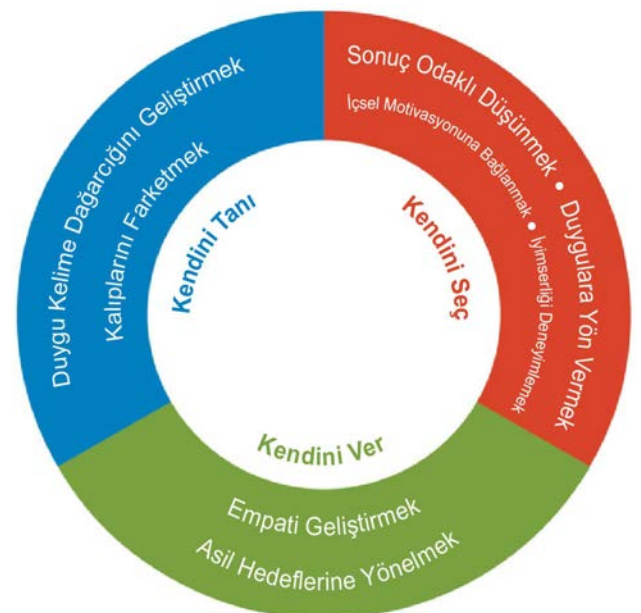 Duygu Kelime Dağarcığını Geliştirmek
Kalıplarını Farketmek
Kendini Tanı
Sonuç Odaklı Düşünmek • Duygulara Yön Vermek
İçsel Motivasyonuna Bağlanmak • İyimserliği Deneyimlemek
Kendini Seç
Kendini Ver
Empati Geliştirmek
Asil Hedeflerine Yönelmek